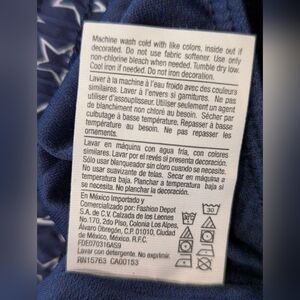 Machine wash cold with like colors, inside out if
decorated. Do not use fabric softener. Use only
non-chlorine bleach when needed. Tumble dry low.
Cool iron if needed. Do not iron decoration.
Laver à la machine à l'eau froide avec des couleurs
similaires. Laver à l'envers si garnitures. Ne pas
utiliser d'assouplisseur. Utiliser seulement un agent
de blanchiment non chloré au besoin. Sécher par
culbutage à basse température. Repasser à basse
température au besoin. Ne pas repasser les
ornements.
Lavar en máquina con agua fría, con colores
similares. Lavar por el revés si presenta decoración.
Sólo usar blanqueador sin cloro cuando es necesario.
No usar suavizante de telas. Secar en máquina a
temperatura baja. Planchar a temperatura baja si
se necesita. No planchar la decoración.
En México Importado y
Comercializado por: Fashion Depot
S.A. de C.V. Calzada de los Leones
No.170, 2do Piso, Colonia Las Aguilas,
Álvaro Obregón, C.P. 01010, Ciudad
de México, México. R.F.C.
FDE070316AS9
Lavar con detergente. No exprimir.
RN15763 CA00153
30